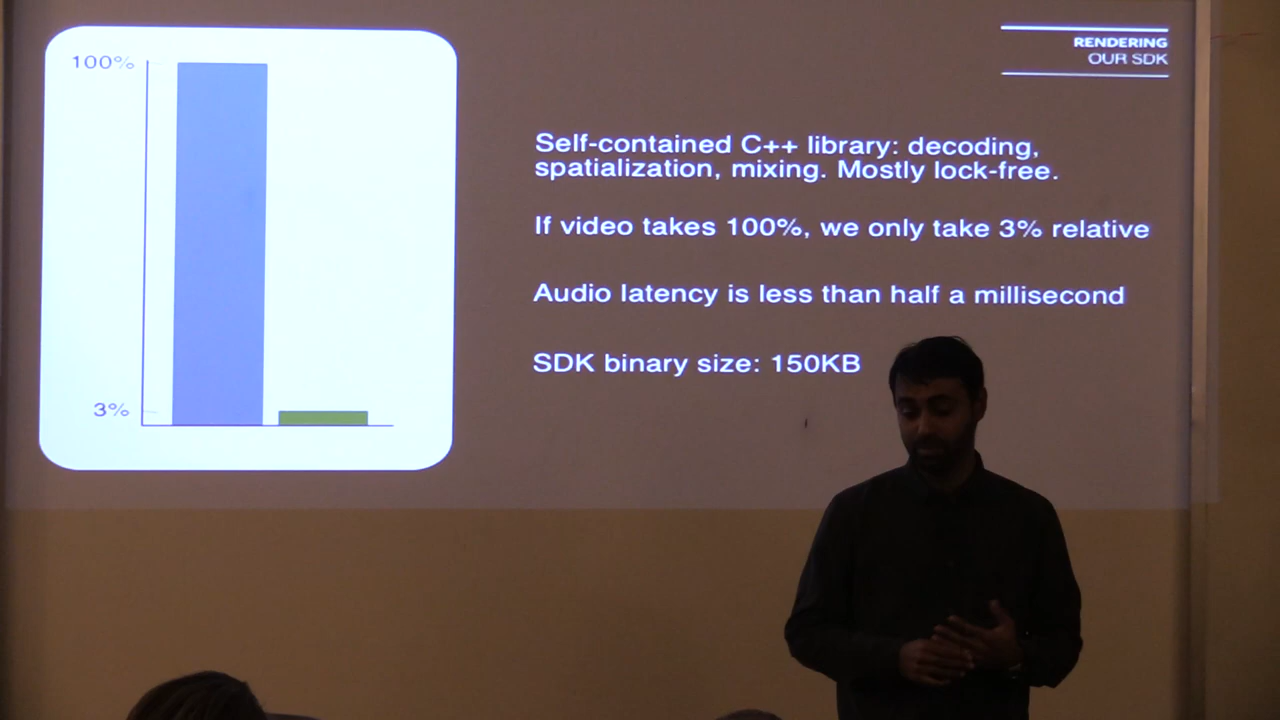 100%
3%
RENDERING
OUR SDK
Self-contained C++ library: decoding,
spatialization, mixing. Mostly lock-free.
If video takes 100%, we only take 3% relative
Audio latency is less than half a millisecond
SDK binary size: 150KB